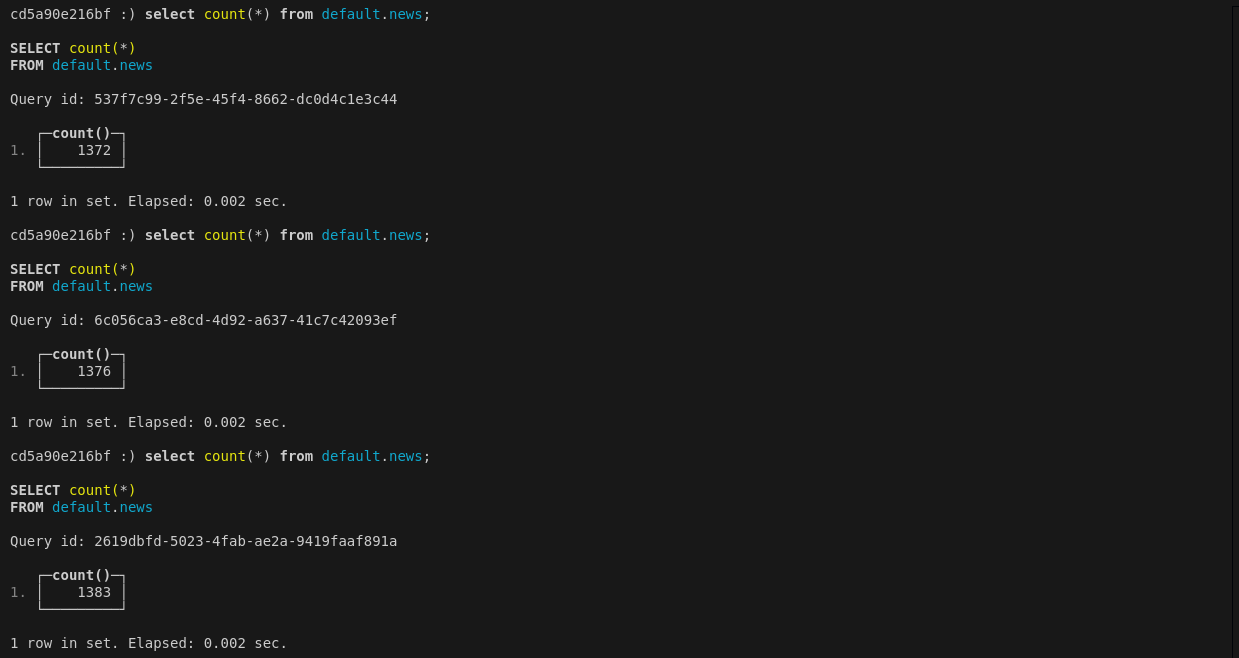 cd5a90e216bf :) select count(*) from default.news;
SELECT count(*)
FROM default.news
Query id: 537f7c99-2f5e-45f4-8662-dc0d4c1e3c44
count()
1. 1372
1 row in set. Elapsed: 0.002 sec.
cd5a90e216bf :) select count(*) from default.news;
SELECT count(*)
FROM default.news
Query id: 6c056ca3-e8cd-4d92-a637-41c7c42093ef
count()
1. 1376
1 row in set. Elapsed: 0.002 sec.
cd5a90e216bf :) select count(*) from default.news;
SELECT count(*)
FROM default.news
Query id: 2619dbfd-5023-4fab-ae2a-9419faaf891a
count()
1. 1383
1 row in set. Elapsed: 0.002 sec.